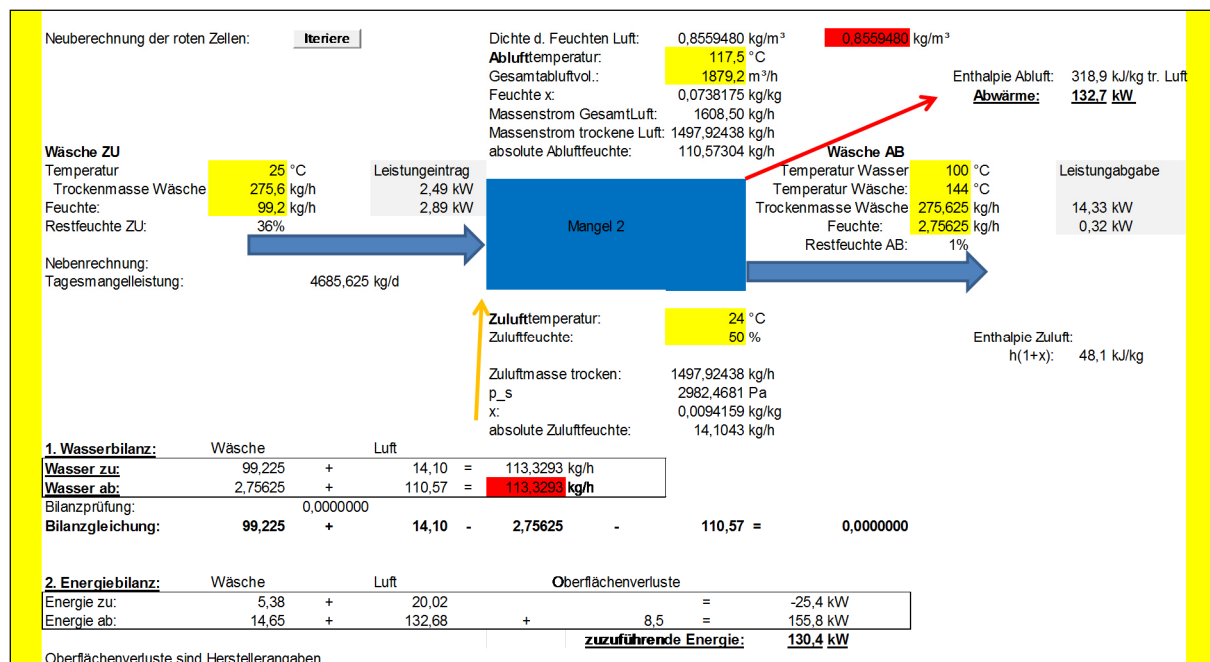 Neuberechnung der roten Zellen: Iteriere Dichte d. Feuchten Luft: 0,8559480 kg/m³ 0,8559480 kg/m³
Ablufttemperatur: 117,5 °C
Gesamtabluftvol.: 1879,2 m³/h Enthalpie Abluft: 318,9 kJ/kg tr. Luft
Feuchte x: 0,0738175 kg/kg Abwärme: 132,7 kW
Massenstrom GesamtLuft: 1608,50 kg/h
Massenstrom trockene Luft: 1497,92438 kg/h
Wäsche ZU absolute Abluftfeuchte: 110,57304 kg/h Wäsche AB
Temperatur 25 °C Leistungeintrag Temperatur Wasser 100 °C Leistungabgabe
Trockenmasse Wäsche 275,6 kg/h 2,49 kW Temperatur Wäsche: 144 °C
Feuchte: 99,2 kg/h 2,89 kW Trockenmasse Wäsche 275,625 kg/h 14,33 kW
Restfeuchte ZU: 36% Mangel 2 Feuchte: 2,75625 kg/h 0,32 kW
Restfeuchte AB: 1%
Nebenrechnung:
Tagesmangelleistung: 4685,625 kg/d
Zulufttemperatur: 24 °C
Zuluftfeuchte: 50 % Enthalpie Zuluft:
h(1+x): 48,1 kJ/kg
Zuluftmasse trocken: 1497,92438 kg/h
p_s 2982,4681 Pa
x: 0,0094159 kg/kg
absolute Zuluftfeuchte: 14,1043 kg/h
1. Wasserbilanz: Wäsche Luft
Wasser zu: 99,225 + 14,10 = 113,3293 kg/h
Wasser ab: 2,75625 + 110,57 = 113,3293 kg/h
Bilanzprüfung: 0,0000000
Bilanzgleichung: 99,225 + 14,10 - 2,75625 - 110,57 = 0,0000000
2. Energiebilanz: Wäsche Luft Oberflächenverluste
Energie zu: 5,38 + 20,02 = -25,4 kW
Energie ab: 14,65 + 132,68 + 8,5 = 155,8 kW
zuzuführende Energie: 130,4 kW
Oberflächenverluste sind Herstellerangaben